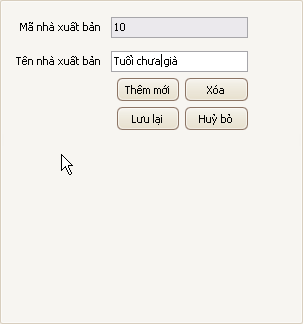 Mã nhà xuất bản 10
Tên nhà xuất bản Tuổi chưa già
Thêm mới Xóa
Lưu lại Huỷ bỏ